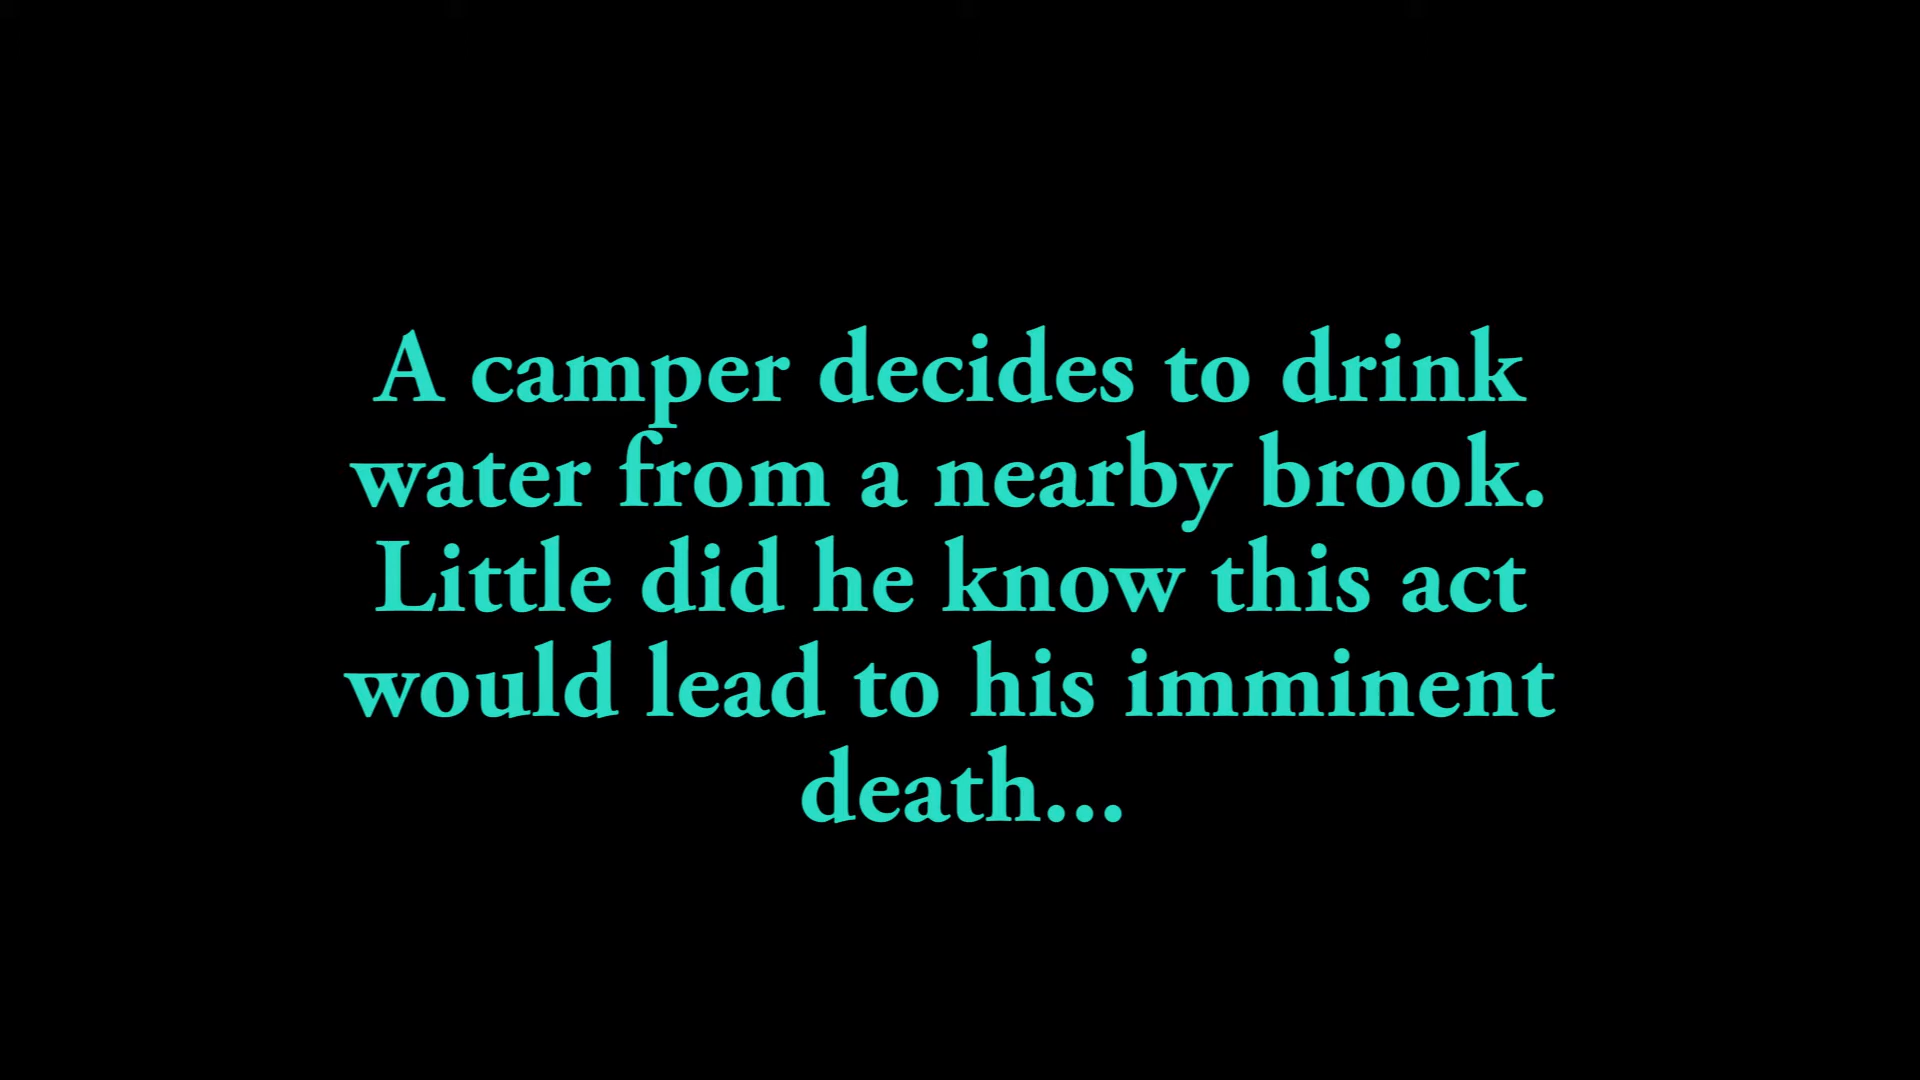 A camper decides to drink
water from a nearby brook.
Little did he know this act
would lead to his imminent
death...